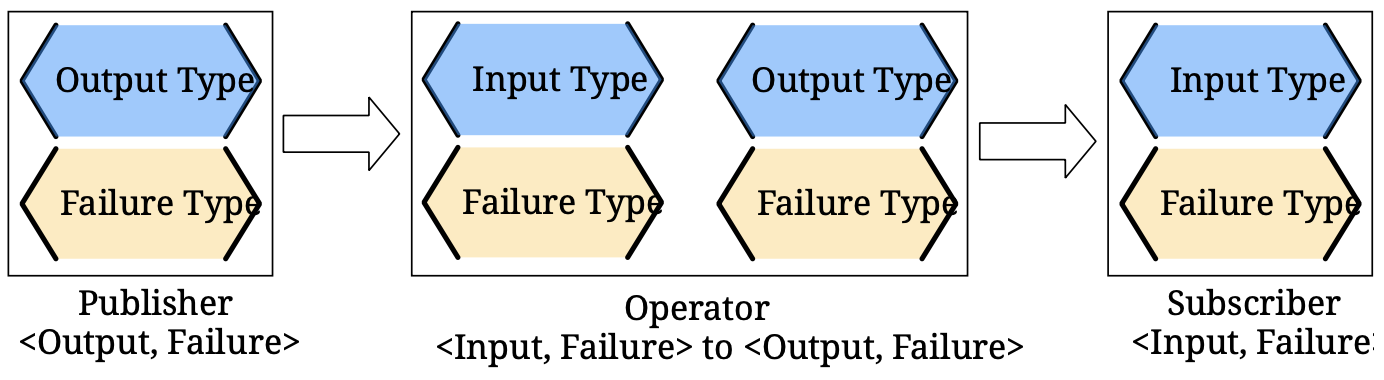 Output Type
Failure Type
Publisher
<Output, Failure>
Input Type
Output Type
Failure Type
Failure Type
Operator
<Input, Failure> to <Output, Failure>
Input Type
Failure Type
Subscriber
<Input, Failure>